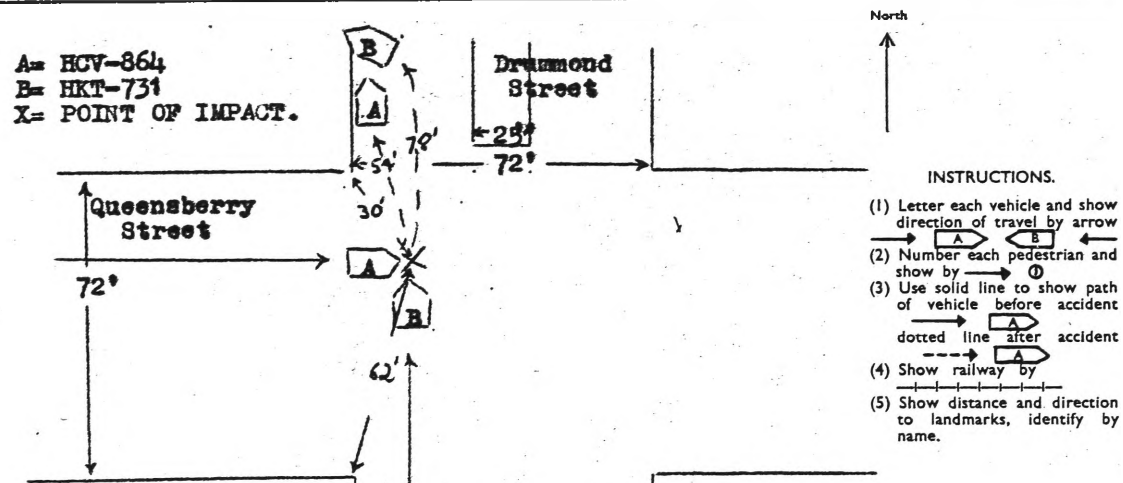 North
A= HCV-864
B= HKT-731
X= POINT OF IMPACT.
B
A
Drummond
Street
25'
72'
78'
54'
30'
Queensberry
Street
72'
A
X
B
62'
INSTRUCTIONS.
(1) Letter each vehicle and show
direction of travel by arrow
A B
(2) Number each pedestrian and
show by ①
(3) Use solid line to show path
of vehicle before accident
A
dotted line after accident
A
(4) Show railway by
(5) Show distance and direction
to landmarks, identify by
name.